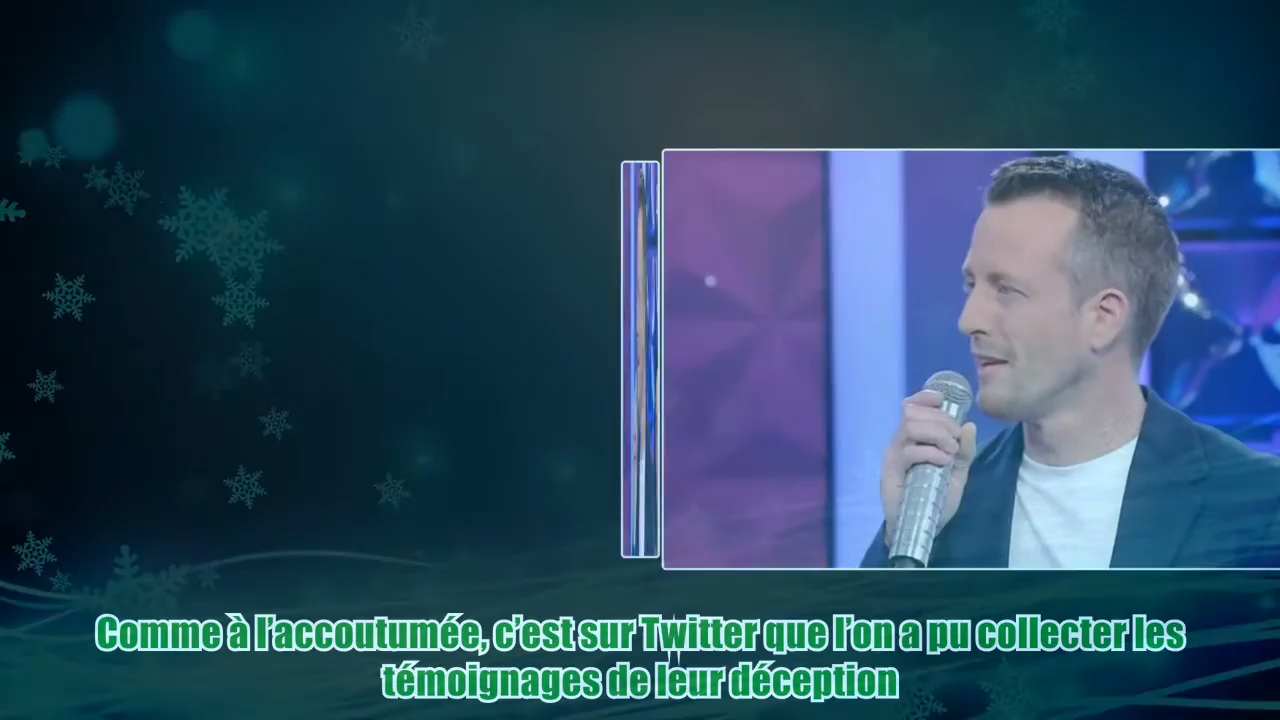 Comme à l’accoutumée, c’est sur Twitter que l’on a pu collecter les
témoignages de leur déception